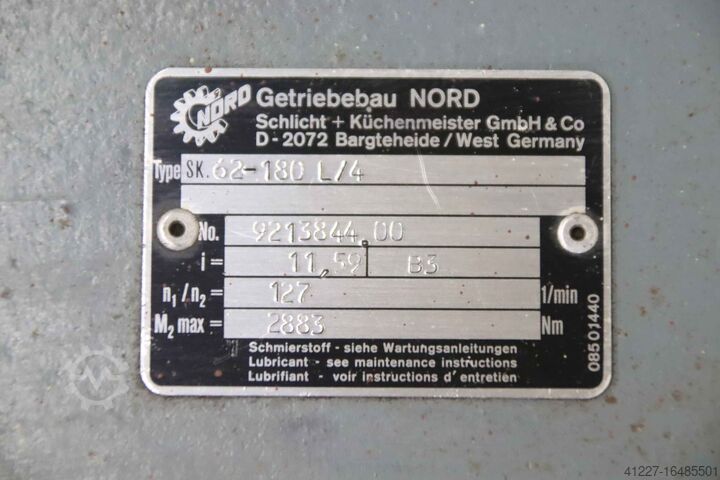 NORD
Getriebebau NORD
Schlicht + Küchenmeister GmbH & Co
D-2072 Bargteheide / West Germany
Type SK. 62-180 L/4
No. 9213844.00
i = 11,59 B3
n₁ / n₂ = 127 1/min
M₂ max = 2883 Nm
Schmierstoff - siehe Wartungsanleitungen
Lubricant - see maintenance instructions
Lubrifiant - voir instructions d'entretien
08501440
41227-16485501